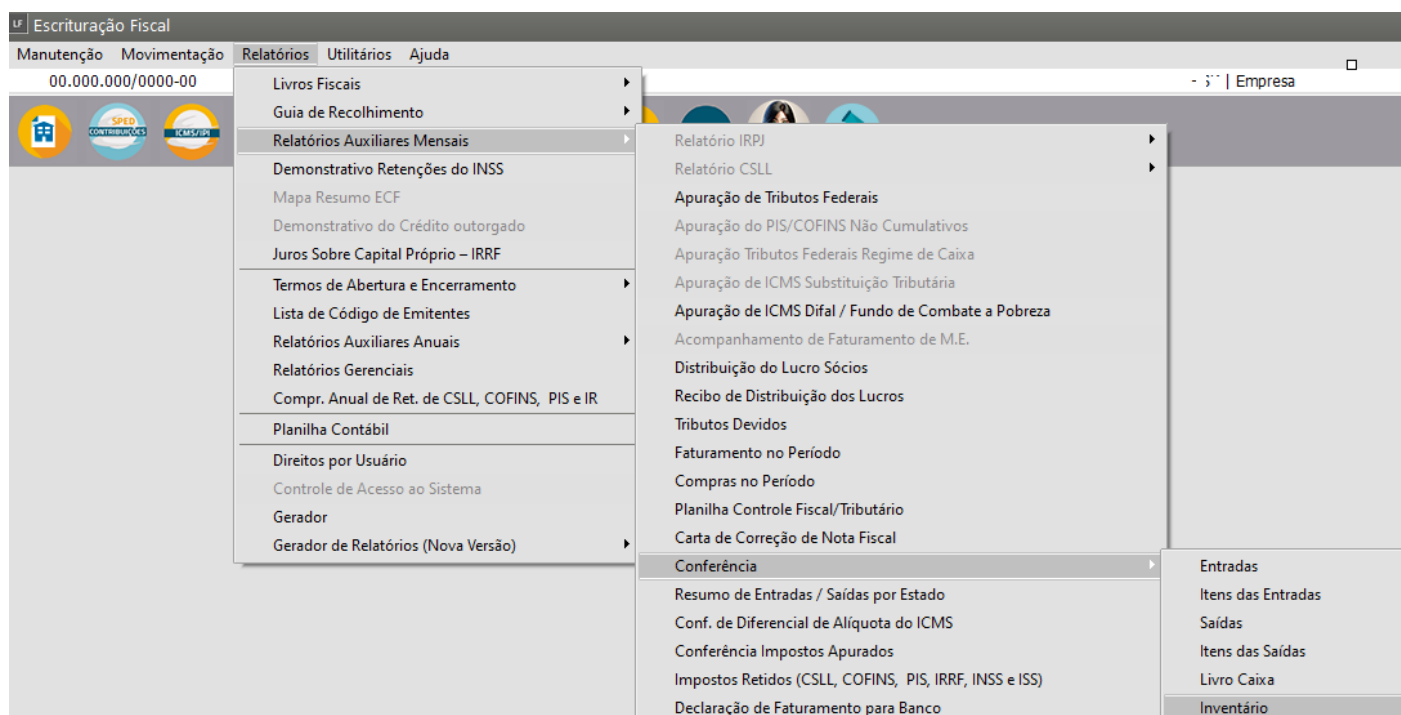 LF Escrituração Fiscal
Manutenção Movimentação Relatórios Utilitários Ajuda
00.000.000/0000-00
| Empresa
SPED
CONTRIBUIÇÕES
ICMS/IPI
Livros Fiscais
Guia de Recolhimento
Relatórios Auxiliares Mensais
Demonstrativo Retenções do INSS
Mapa Resumo ECF
Demonstrativo do Crédito outorgado
Juros Sobre Capital Próprio – IRRF
Termos de Abertura e Encerramento
Lista de Código de Emitentes
Relatórios Auxiliares Anuais
Relatórios Gerenciais
Compr. Anual de Ret. de CSLL, COFINS, PIS e IR
Planilha Contábil
Direitos por Usuário
Controle de Acesso ao Sistema
Gerador
Gerador de Relatórios (Nova Versão)
Relatório IRPJ
Relatório CSLL
Apuração de Tributos Federais
Apuração do PIS/COFINS Não Cumulativos
Apuração Tributos Federais Regime de Caixa
Apuração de ICMS Substituição Tributária
Apuração de ICMS Difal / Fundo de Combate a Pobreza
Acompanhamento de Faturamento de M.E.
Distribuição do Lucro Sócios
Recibo de Distribuição dos Lucros
Tributos Devidos
Faturamento no Período
Compras no Período
Planilha Controle Fiscal/Tributário
Carta de Correção de Nota Fiscal
Conferência
Resumo de Entradas / Saídas por Estado
Conf. de Diferencial de Alíquota do ICMS
Conferência Impostos Apurados
Impostos Retidos (CSLL, COFINS, PIS, IRRF, INSS e ISS)
Declaração de Faturamento para Banco
Entradas
Itens das Entradas
Saídas
Itens das Saídas
Livro Caixa
Inventário